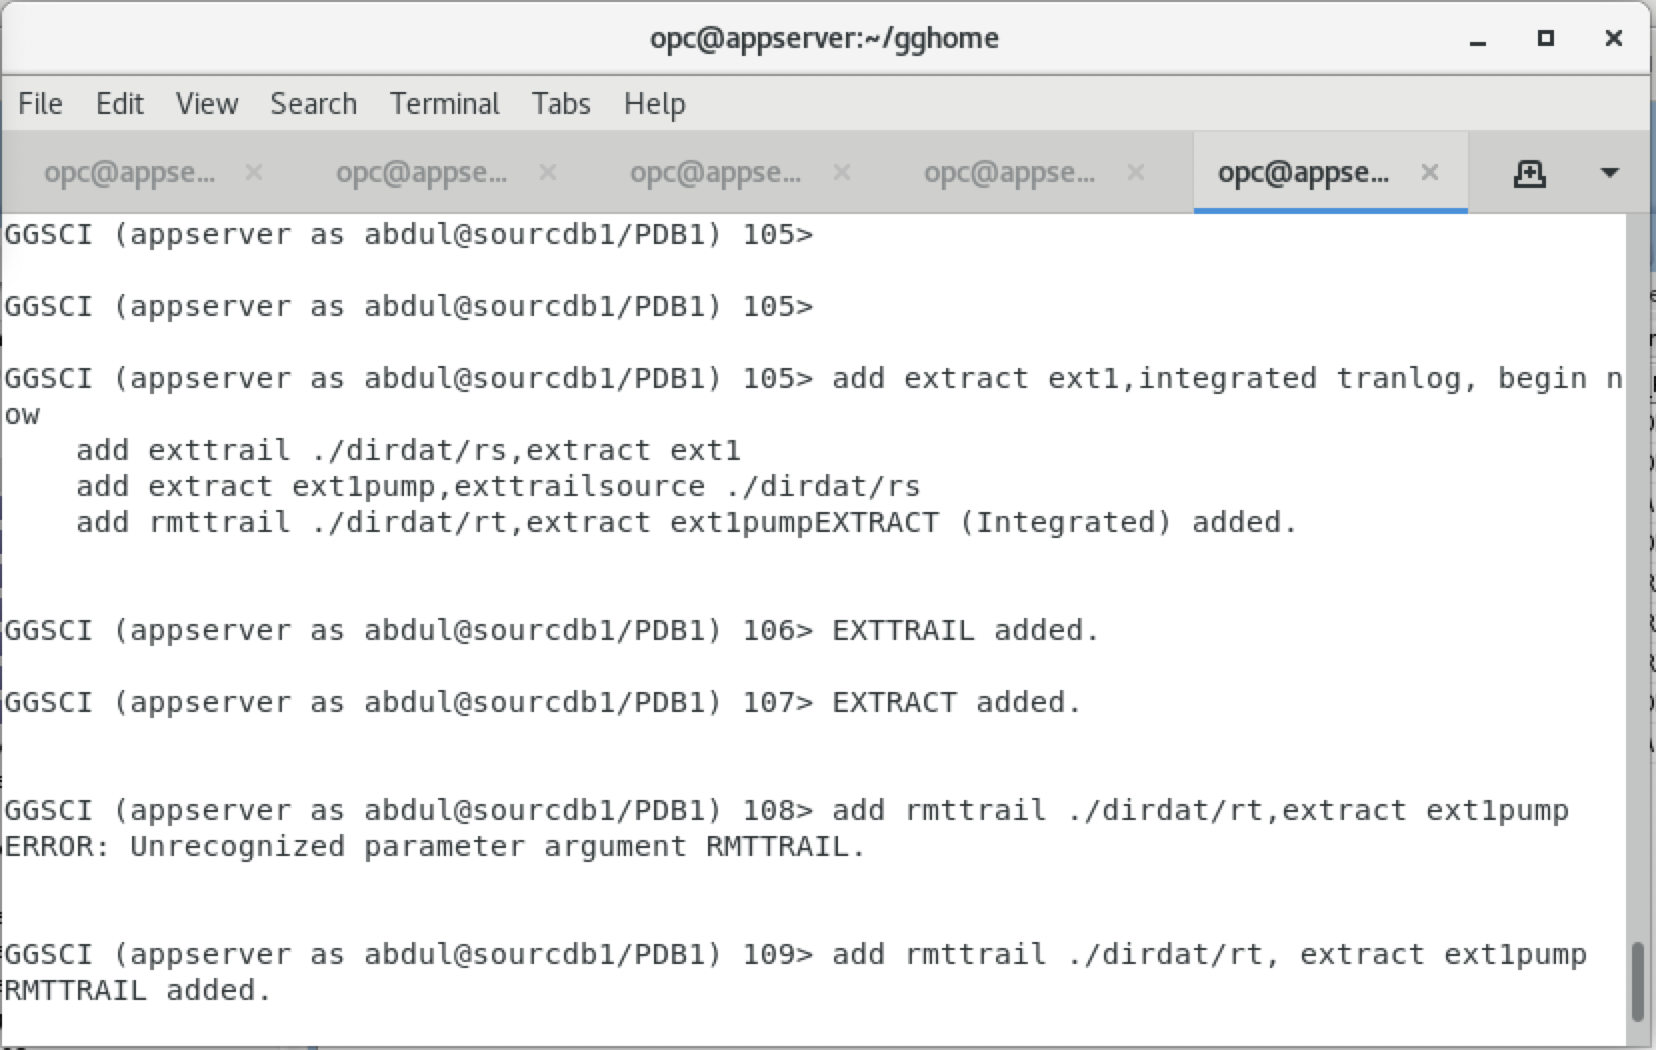 opc@appserver:~/gghome
File Edit View Search Terminal Tabs Help
opc@appse... opc@appse... opc@appse... opc@appse... opc@appse...
GGSCI (appserver as abdul@sourcdb1/PDB1) 105>
GGSCI (appserver as abdul@sourcdb1/PDB1) 105>
GGSCI (appserver as abdul@sourcdb1/PDB1) 105> add extract ext1,integrated tranlog, begin n
ow
    add exttrail ./dirdat/rs,extract ext1
    add extract ext1pump,exttrailsource ./dirdat/rs
    add rmttrail ./dirdat/rt,extract ext1pumpEXTRACT (Integrated) added.
GGSCI (appserver as abdul@sourcdb1/PDB1) 106> EXTTRAIL added.
GGSCI (appserver as abdul@sourcdb1/PDB1) 107> EXTRACT added.
GGSCI (appserver as abdul@sourcdb1/PDB1) 108> add rmttrail ./dirdat/rt,extract ext1pump
ERROR: Unrecognized parameter argument RMTTRAIL.
GGSCI (appserver as abdul@sourcdb1/PDB1) 109> add rmttrail ./dirdat/rt, extract ext1pump
RMTTRAIL added.